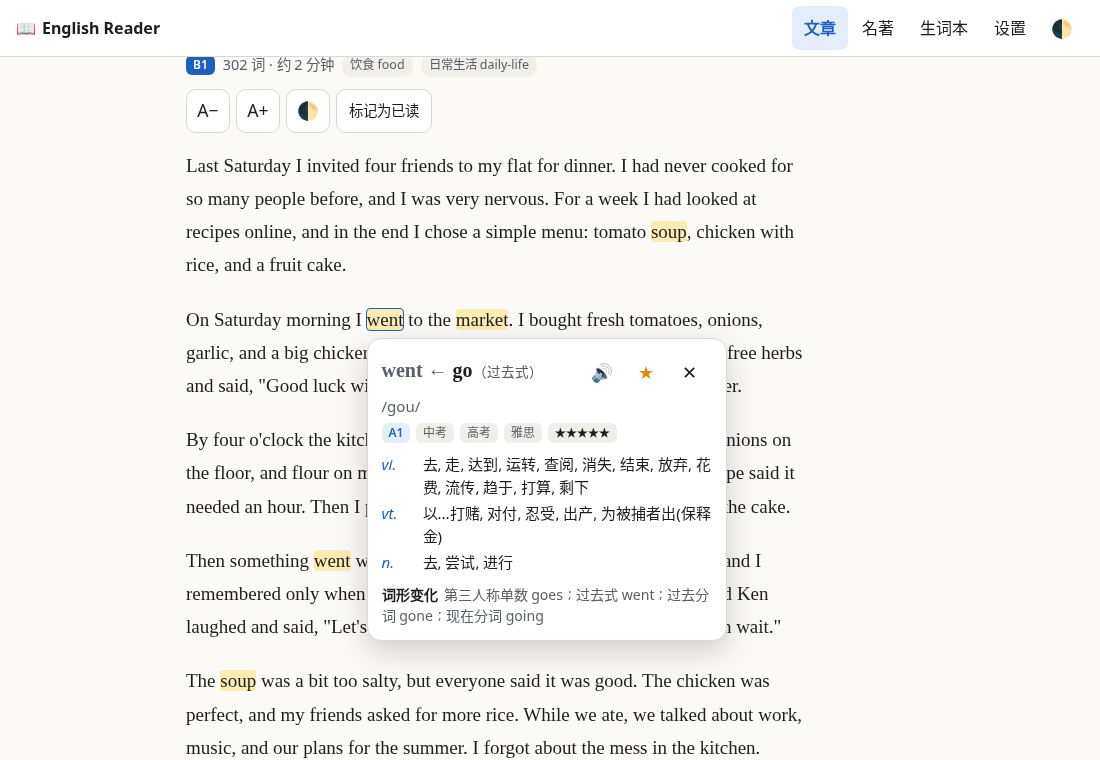 📖 English Reader 文章 名著 生词本 设置
B1 302 词 · 约 2 分钟 饮食 food 日常生活 daily-life
A− A+ 标记为已读
Last Saturday I invited four friends to my flat for dinner. I had never cooked for
so many people before, and I was very nervous. For a week I had looked at
recipes online, and in the end I chose a simple menu: tomato soup, chicken with
rice, and a fruit cake.
On Saturday morning I went to the market. I bought fresh tomatoes, onions,
garlic, and a big chicken free herbs
and said, "Good luck wi er.
went ← go (过去式) ★ ✕
/gou/
A1 中考 高考 雅思 ★★★★★
vi. 去, 走, 达到, 运转, 查阅, 消失, 结束, 放弃, 花
费, 流传, 趋于, 打算, 剩下
vt. 以...打赌, 对付, 忍受, 出产, 为被捕者出(保释
金)
n. 去, 尝试, 进行
词形变化 第三人称单数 goes；过去式 went；过去分
词 gone；现在分词 going
By four o'clock the kitch nions on
the floor, and flour on m pe said it
needed an hour. Then I p the cake.
Then something went w and I
remembered only when d Ken
laughed and said, "Let's n wait."
The soup was a bit too salty, but everyone said it was good. The chicken was
perfect, and my friends asked for more rice. While we ate, we talked about work,
music, and our plans for the summer. I forgot about the mess in the kitchen.